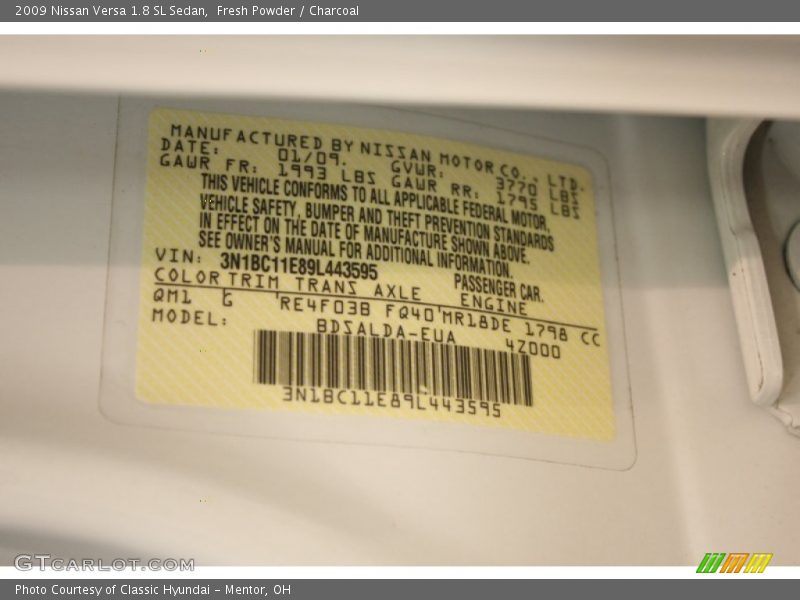 2009 Nissan Versa 1.8 SL Sedan, Fresh Powder / Charcoal
MANUFACTURED BY NISSAN MOTOR CO., LTD.
DATE: 01/09. GVWR: 3770 LBS
GAWR FR: 1993 LBS GAWR RR: 1795 LBS
THIS VEHICLE CONFORMS TO ALL APPLICABLE FEDERAL MOTOR
VEHICLE SAFETY, BUMPER AND THEFT PREVENTION STANDARDS
IN EFFECT ON THE DATE OF MANUFACTURE SHOWN ABOVE.
SEE OWNER'S MANUAL FOR ADDITIONAL INFORMATION.
VIN: 3N1BC11E89L443595 PASSENGER CAR.
COLOR TRIM TRANS AXLE ENGINE
QM1 G RE4F03B FQ40 MR18DE 1798 CC
MODEL: BDSALDA-EUA 4Z000
3N1BC11E89L443595
GTCARLOT.COM
Photo Courtesy of Classic Hyundai - Mentor, OH